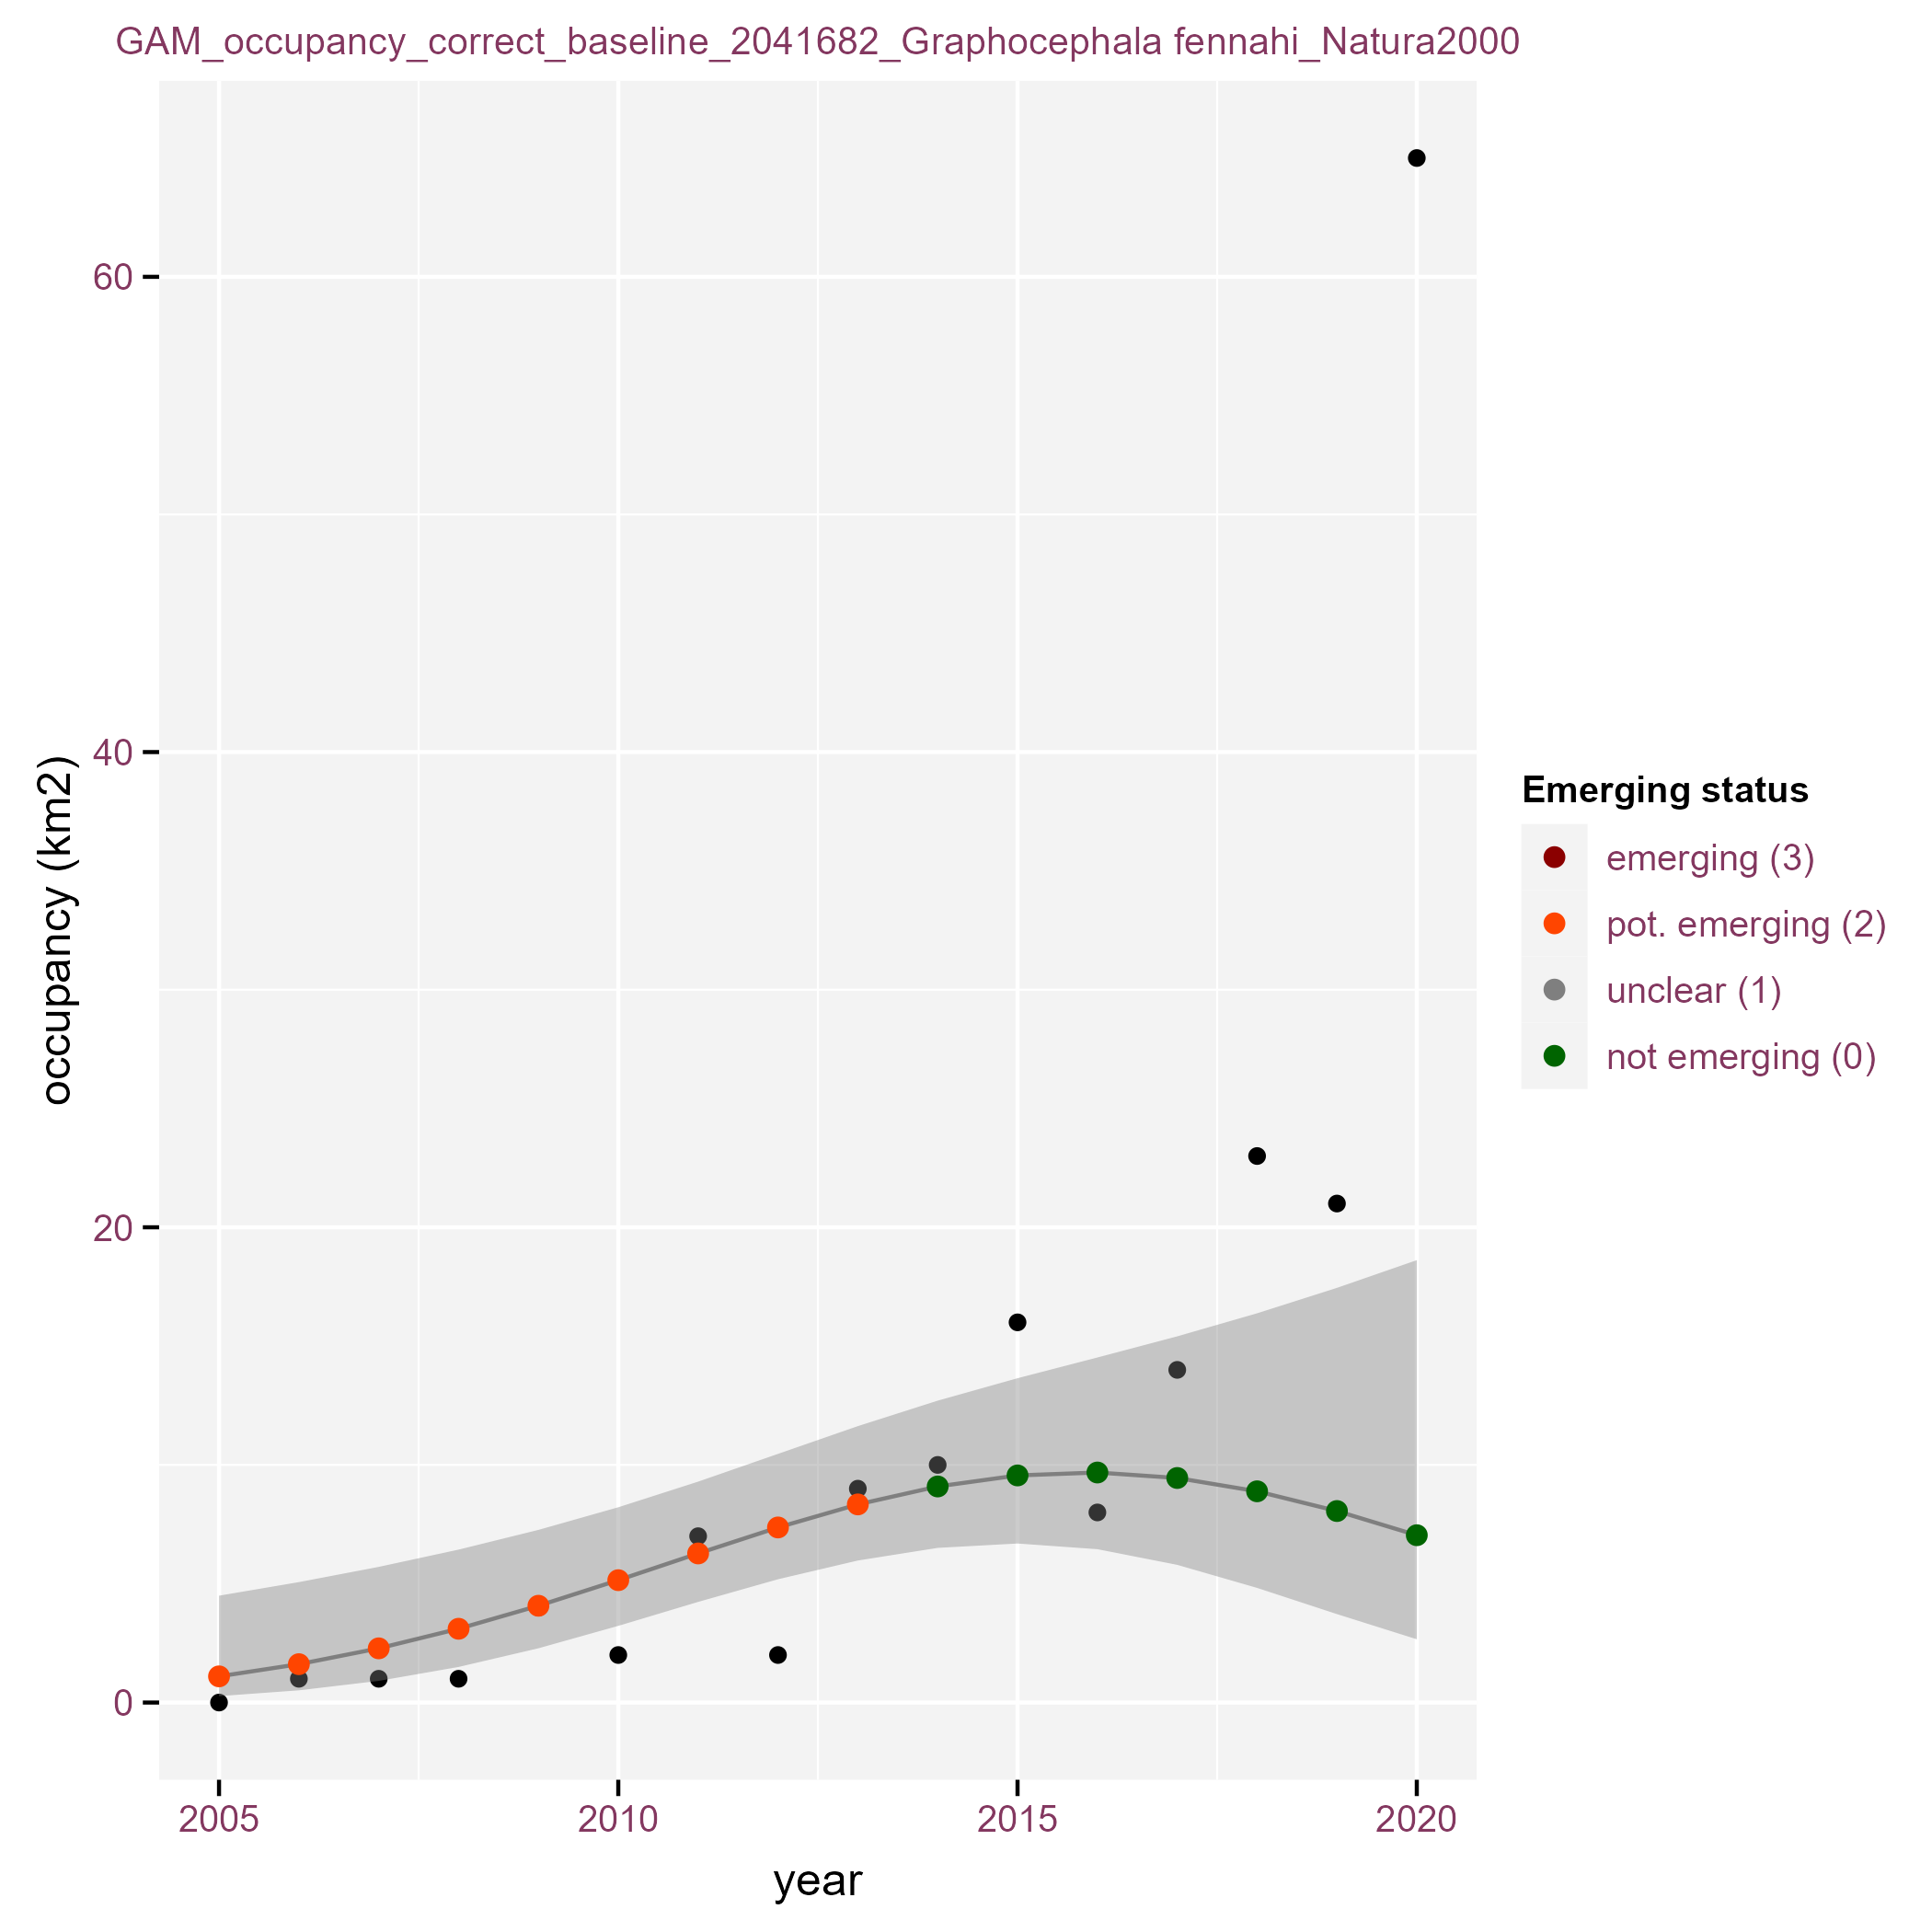 GAM_occupancy_correct_baseline_2041682_Graphocephala fennahi_Natura2000
60
40
20
0
occupancy (km2)
2005
2010
2015
2020
year
Emerging status
emerging (3)
pot. emerging (2)
unclear (1)
not emerging (0)